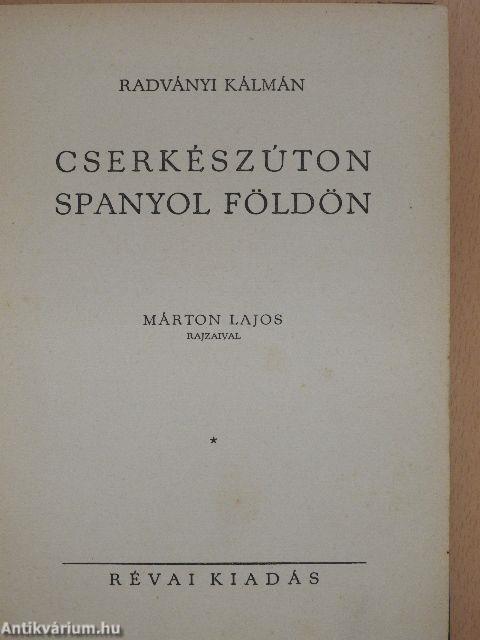 RADVÁNYI KÁLMÁN
CSERKÉSZÚTON
SPANYOL FÖLDÖN
MÁRTON LAJOS
RAJZAIVAL
*
RÉVAI KIADÁS
Antikvárium.hu